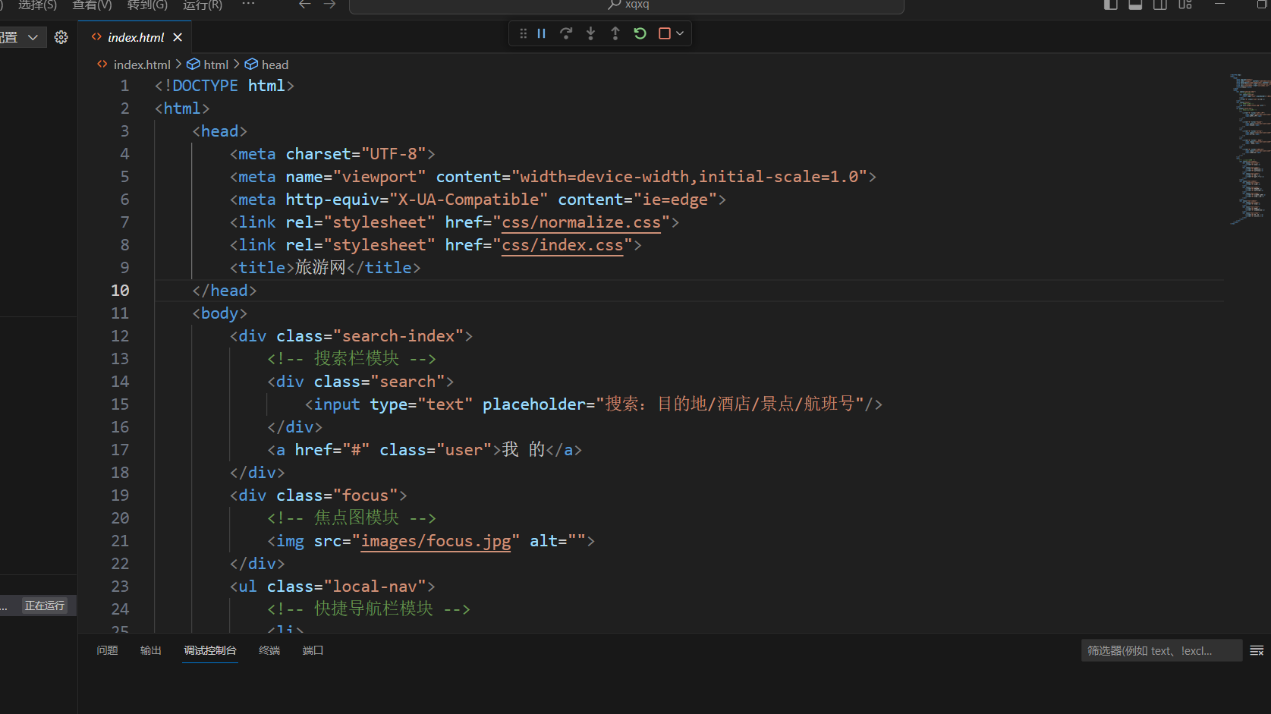 选择(S) 查看(V) 转到(G) 运行(R) ··· xqxq
配置 index.html
index.html > html > head
1 <!DOCTYPE html>
2 <html>
3 <head>
4 <meta charset="UTF-8">
5 <meta name="viewport" content="width=device-width,initial-scale=1.0">
6 <meta http-equiv="X-UA-Compatible" content="ie=edge">
7 <link rel="stylesheet" href="css/normalize.css">
8 <link rel="stylesheet" href="css/index.css">
9 <title>旅游网</title>
10 </head>
11 <body>
12 <div class="search-index">
13 <!-- 搜索栏模块 -->
14 <div class="search">
15 <input type="text" placeholder="搜索：目的地/酒店/景点/航班号"/>
16 </div>
17 <a href="#" class="user">我 的</a>
18 </div>
19 <div class="focus">
20 <!-- 焦点图模块 -->
21 <img src="images/focus.jpg" alt="">
22 </div>
23 <ul class="local-nav">
24 <!-- 快捷导航栏模块 -->
25 <li>
... 正在运行
问题 输出 调试控制台 终端 端口 筛选器(例如 text、!excl...